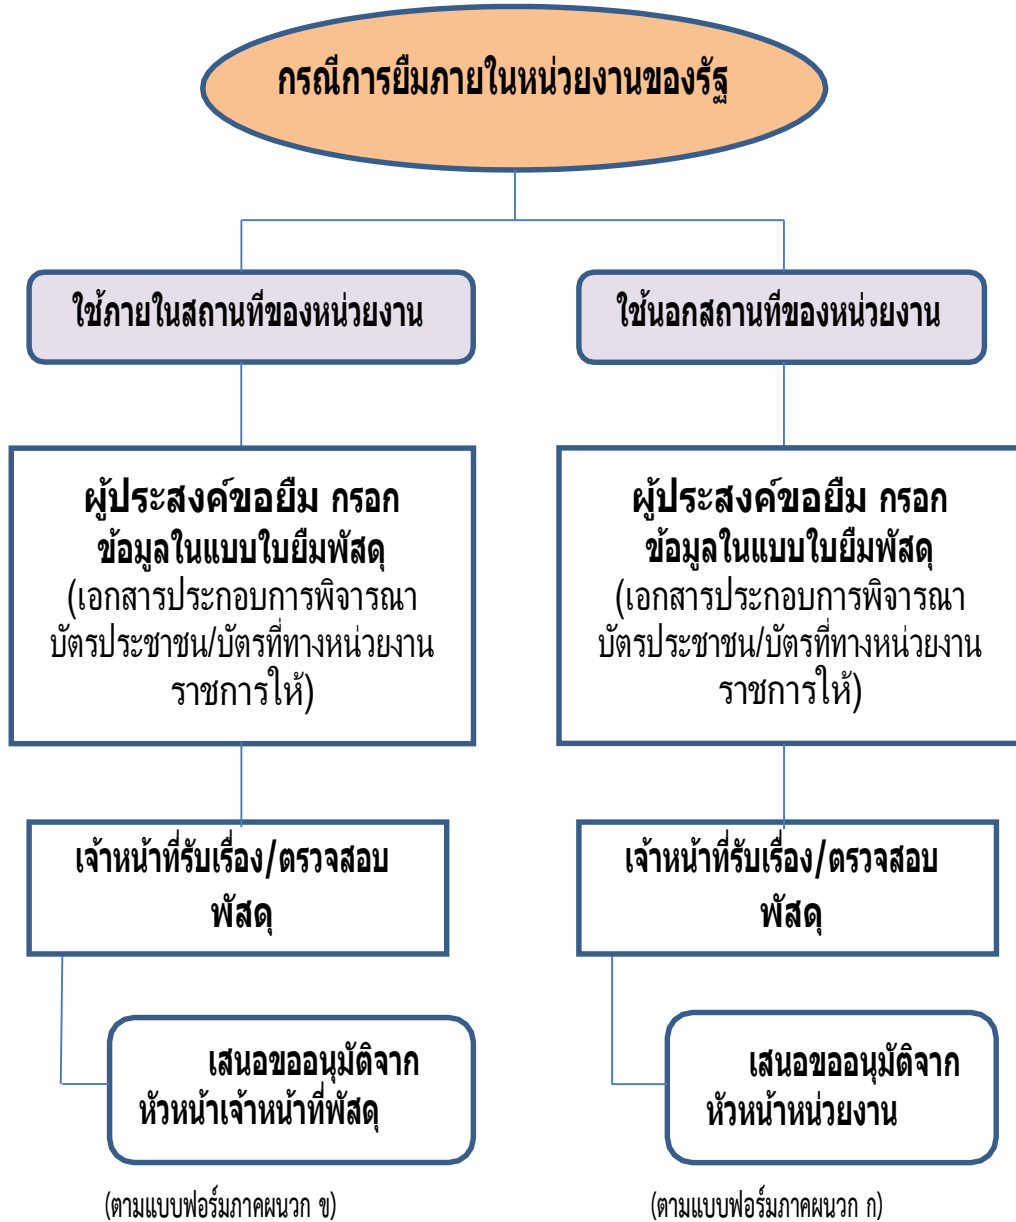 กรณีการยืมภายในหน่วยงานของรัฐ
ใช้ภายในสถานที่ของหน่วยงาน
ผู้ประสงค์ขอยืม กรอก
ข้อมูลในแบบใบยืมพัสดุ
(เอกสารประกอบการพิจารณา
บัตรประชาชน/บัตรที่ทางหน่วยงาน
ราชการให้)
เจ้าหน้าที่รับเรื่อง/ตรวจสอบ
พัสดุ
เสนอขออนุมัติจาก
หัวหน้าเจ้าหน้าที่พัสดุ
(ตามแบบฟอร์มภาคผนวก ข)
ใช้นอกสถานที่ของหน่วยงาน
ผู้ประสงค์ขอยืม กรอก
ข้อมูลในแบบใบยืมพัสดุ
(เอกสารประกอบการพิจารณา
บัตรประชาชน/บัตรที่ทางหน่วยงาน
ราชการให้)
เจ้าหน้าที่รับเรื่อง/ตรวจสอบ
พัสดุ
เสนอขออนุมัติจาก
หัวหน้าหน่วยงาน
(ตามแบบฟอร์มภาคผนวก ก)